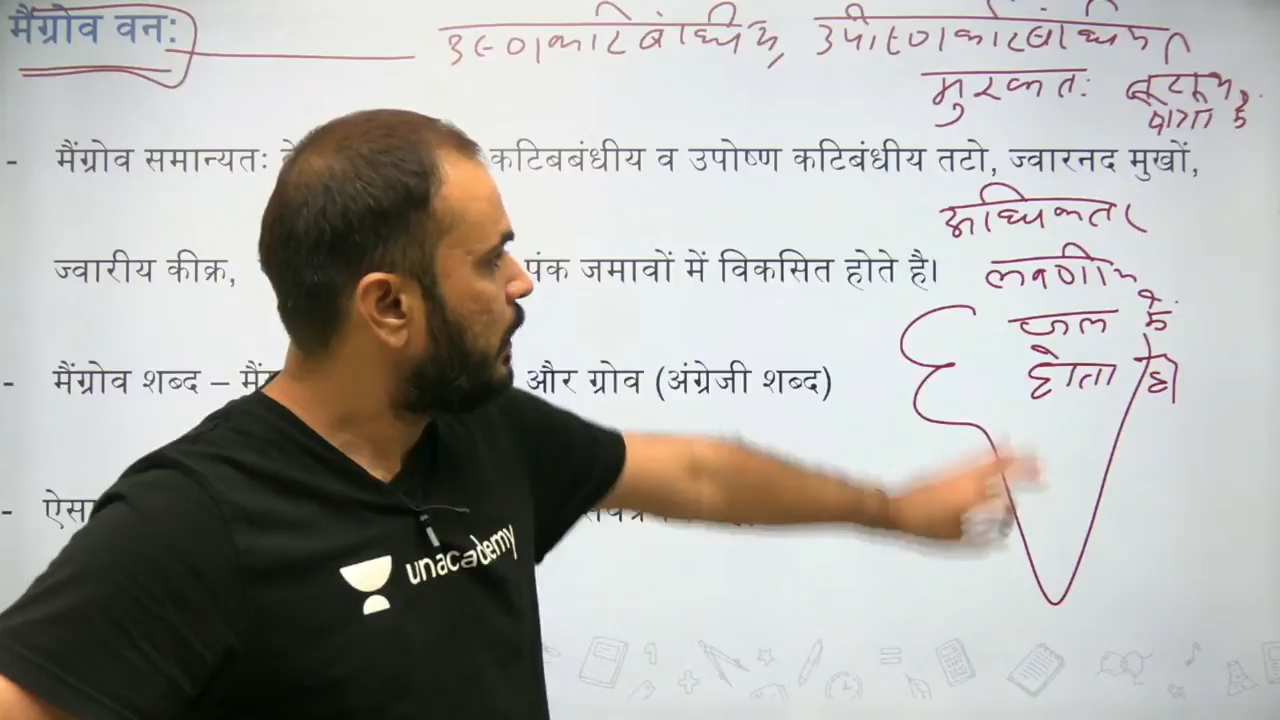 मैंग्रोव वन:
उष्णकटिबंधीय, उपोष्णकटिबंधीय
मुख्यतः
पाया है
- मैंग्रोव समान्यतः कटिबबंधीय व उपोष्ण कटिबंधीय तटो, ज्वारनद मुखों,
अधिकतर
ज्वारीय कीक्र, पंक जमावों में विकसित होते है।
लवणीय
जल में
होता है
- मैंग्रोव शब्द – और ग्रोव (अंग्रेजी शब्द)
-
unacademy